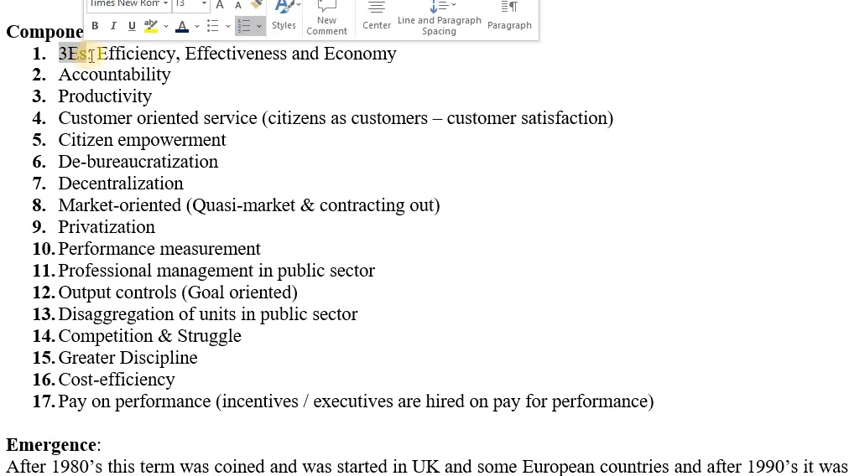 Times New Rom 13 A A
B I U aby A Styles New Comment Center Line and Paragraph Spacing Paragraph
Compone
1. 3Es: Efficiency, Effectiveness and Economy
2. Accountability
3. Productivity
4. Customer oriented service (citizens as customers – customer satisfaction)
5. Citizen empowerment
6. De-bureaucratization
7. Decentralization
8. Market-oriented (Quasi-market & contracting out)
9. Privatization
10. Performance measurement
11. Professional management in public sector
12. Output controls (Goal oriented)
13. Disaggregation of units in public sector
14. Competition & Struggle
15. Greater Discipline
16. Cost-efficiency
17. Pay on performance (incentives / executives are hired on pay for performance)
Emergence:
After 1980’s this term was coined and was started in UK and some European countries and after 1990’s it was